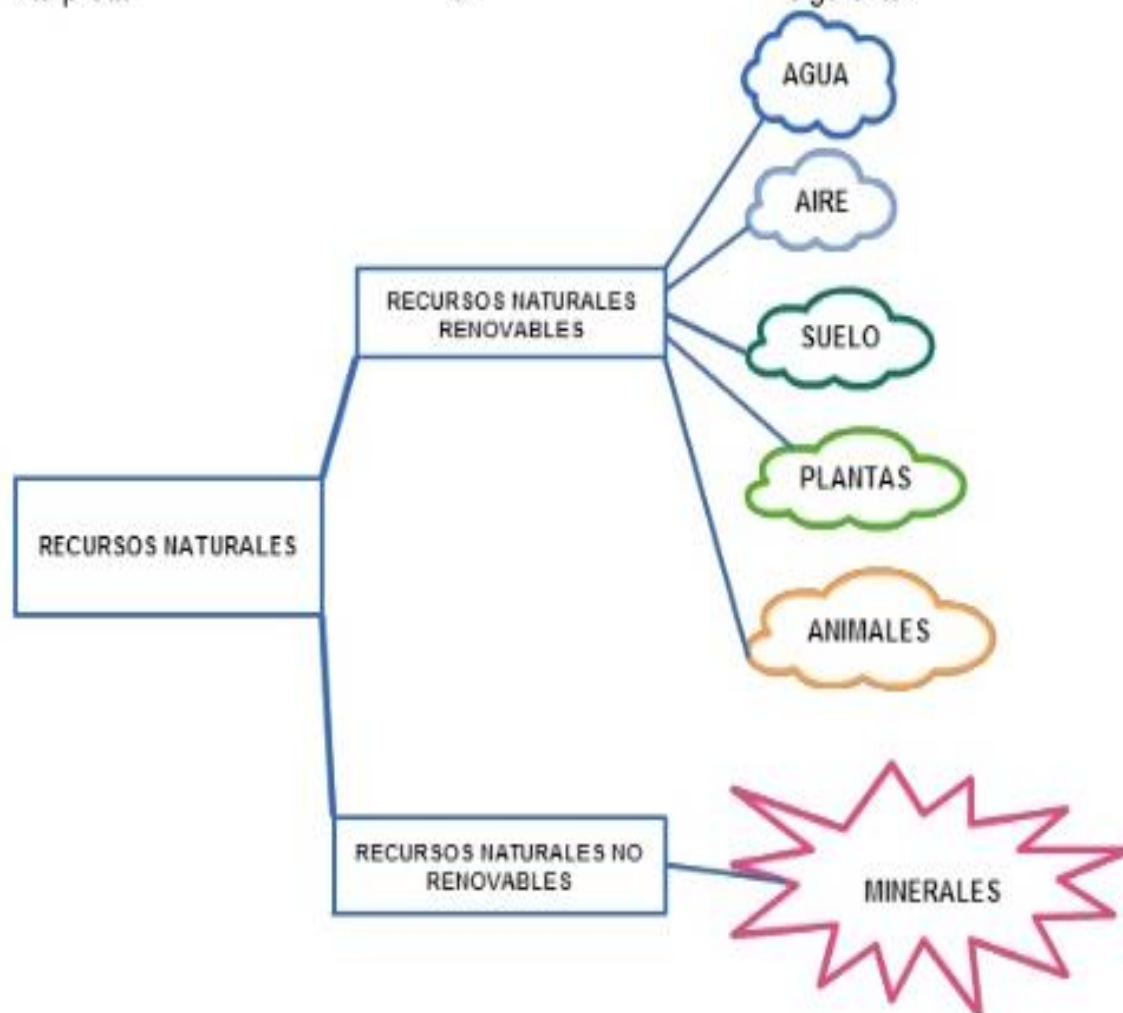 AGUA
AIRE
RECURSOS NATURALES
RENOVABLES
SUELO
PLANTAS
RECURSOS NATURALES
ANIMALES
RECURSOS NATURALES NO
RENOVABLES
MINERALES